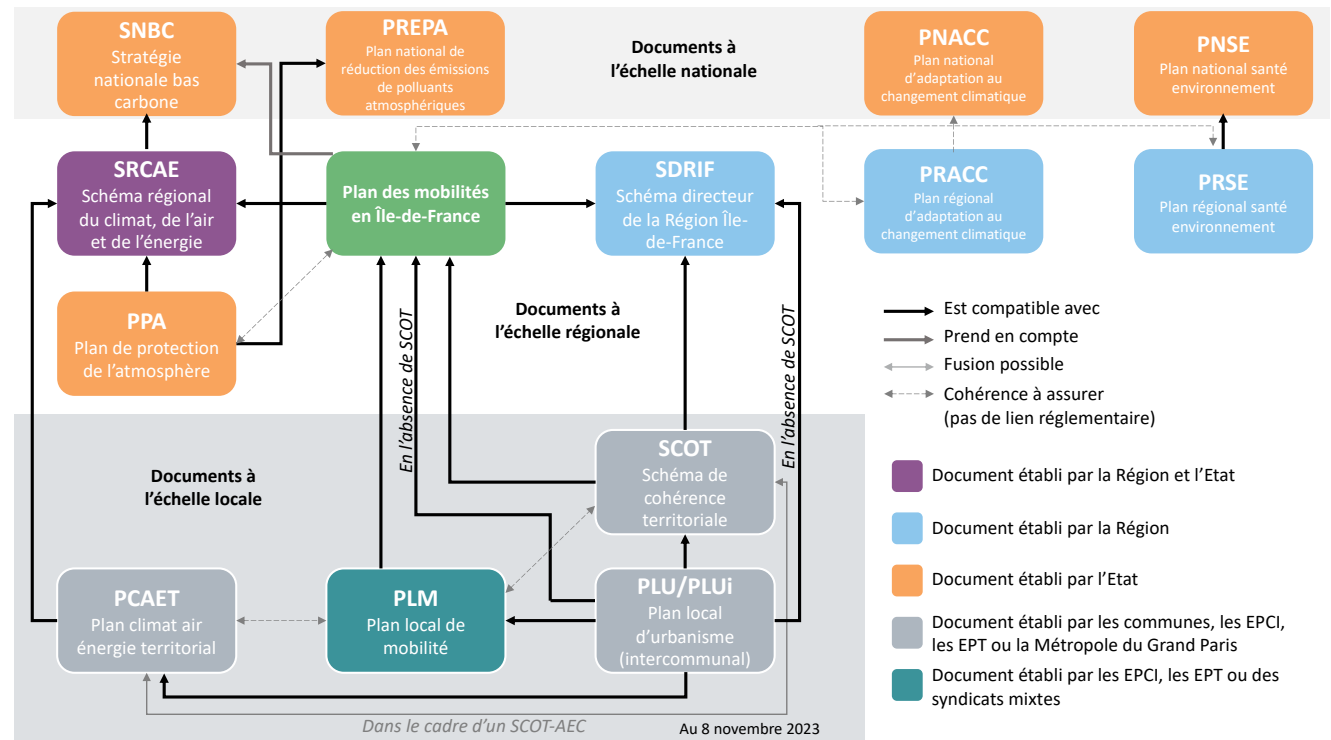 SNBC
Stratégie
nationale bas
carbone
PREPA
Plan national de
réduction des émissions
de polluants
atmosphériques
Documents à
l’échelle nationale
PNACC
Plan national
d’adaptation au
changement climatique
PNSE
Plan national santé
environnement
SRCAE
Schéma régional
du climat, de l’air
et de l’énergie
Plan des mobilités
en Île-de-France
SDRIF
Schéma directeur
de la Région Île-
de-France
PRACC
Plan régional
d’adaptation au
changement climatique
PRSE
Plan régional santé
environnement
PPA
Plan de protection
de l’atmosphère
Documents à
l’échelle régionale
En l’absence de SCOT
En l’absence de SCOT
Est compatible avec
Prend en compte
Fusion possible
Cohérence à assurer
(pas de lien réglementaire)
Documents à
l’échelle locale
SCOT
Schéma de
cohérence
territoriale
PCAET
Plan climat air
énergie territorial
PLM
Plan local de
mobilité
PLU/PLUi
Plan local
d’urbanisme
(intercommunal)
Dans le cadre d’un SCOT-AEC
Au 8 novembre 2023
Document établi par la Région et l’Etat
Document établi par la Région
Document établi par l’Etat
Document établi par les communes, les EPCI,
les EPT ou la Métropole du Grand Paris
Document établi par les EPCI, les EPT ou des
syndicats mixtes